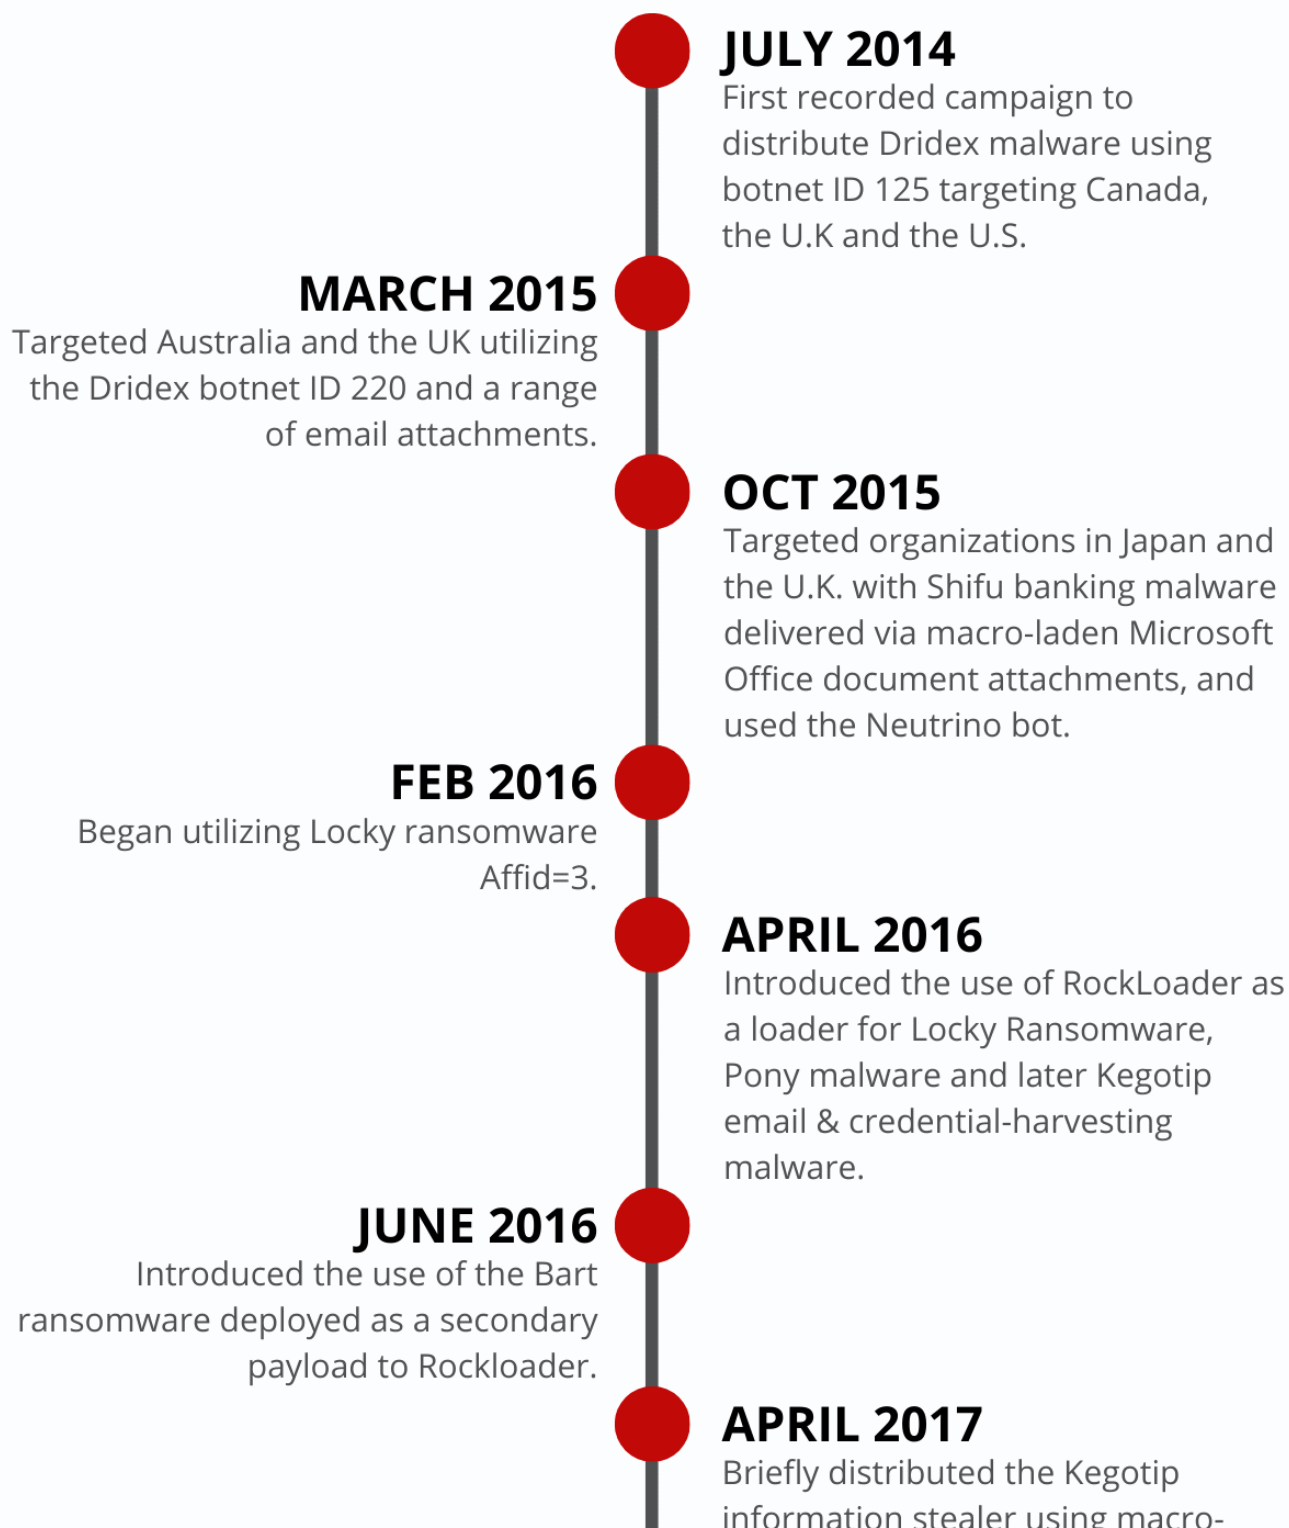 JULY 2014
First recorded campaign to
distribute Dridex malware using
botnet ID 125 targeting Canada,
the U.K and the U.S.
MARCH 2015
Targeted Australia and the UK utilizing
the Dridex botnet ID 220 and a range
of email attachments.
OCT 2015
Targeted organizations in Japan and
the U.K. with Shifu banking malware
delivered via macro-laden Microsoft
Office document attachments, and
used the Neutrino bot.
FEB 2016
Began utilizing Locky ransomware
Affid=3.
APRIL 2016
Introduced the use of RockLoader as
a loader for Locky Ransomware,
Pony malware and later Kegotip
email & credential-harvesting
malware.
JUNE 2016
Introduced the use of the Bart
ransomware deployed as a secondary
payload to Rockloader.
APRIL 2017
Briefly distributed the Kegotip
information stealer using macro-